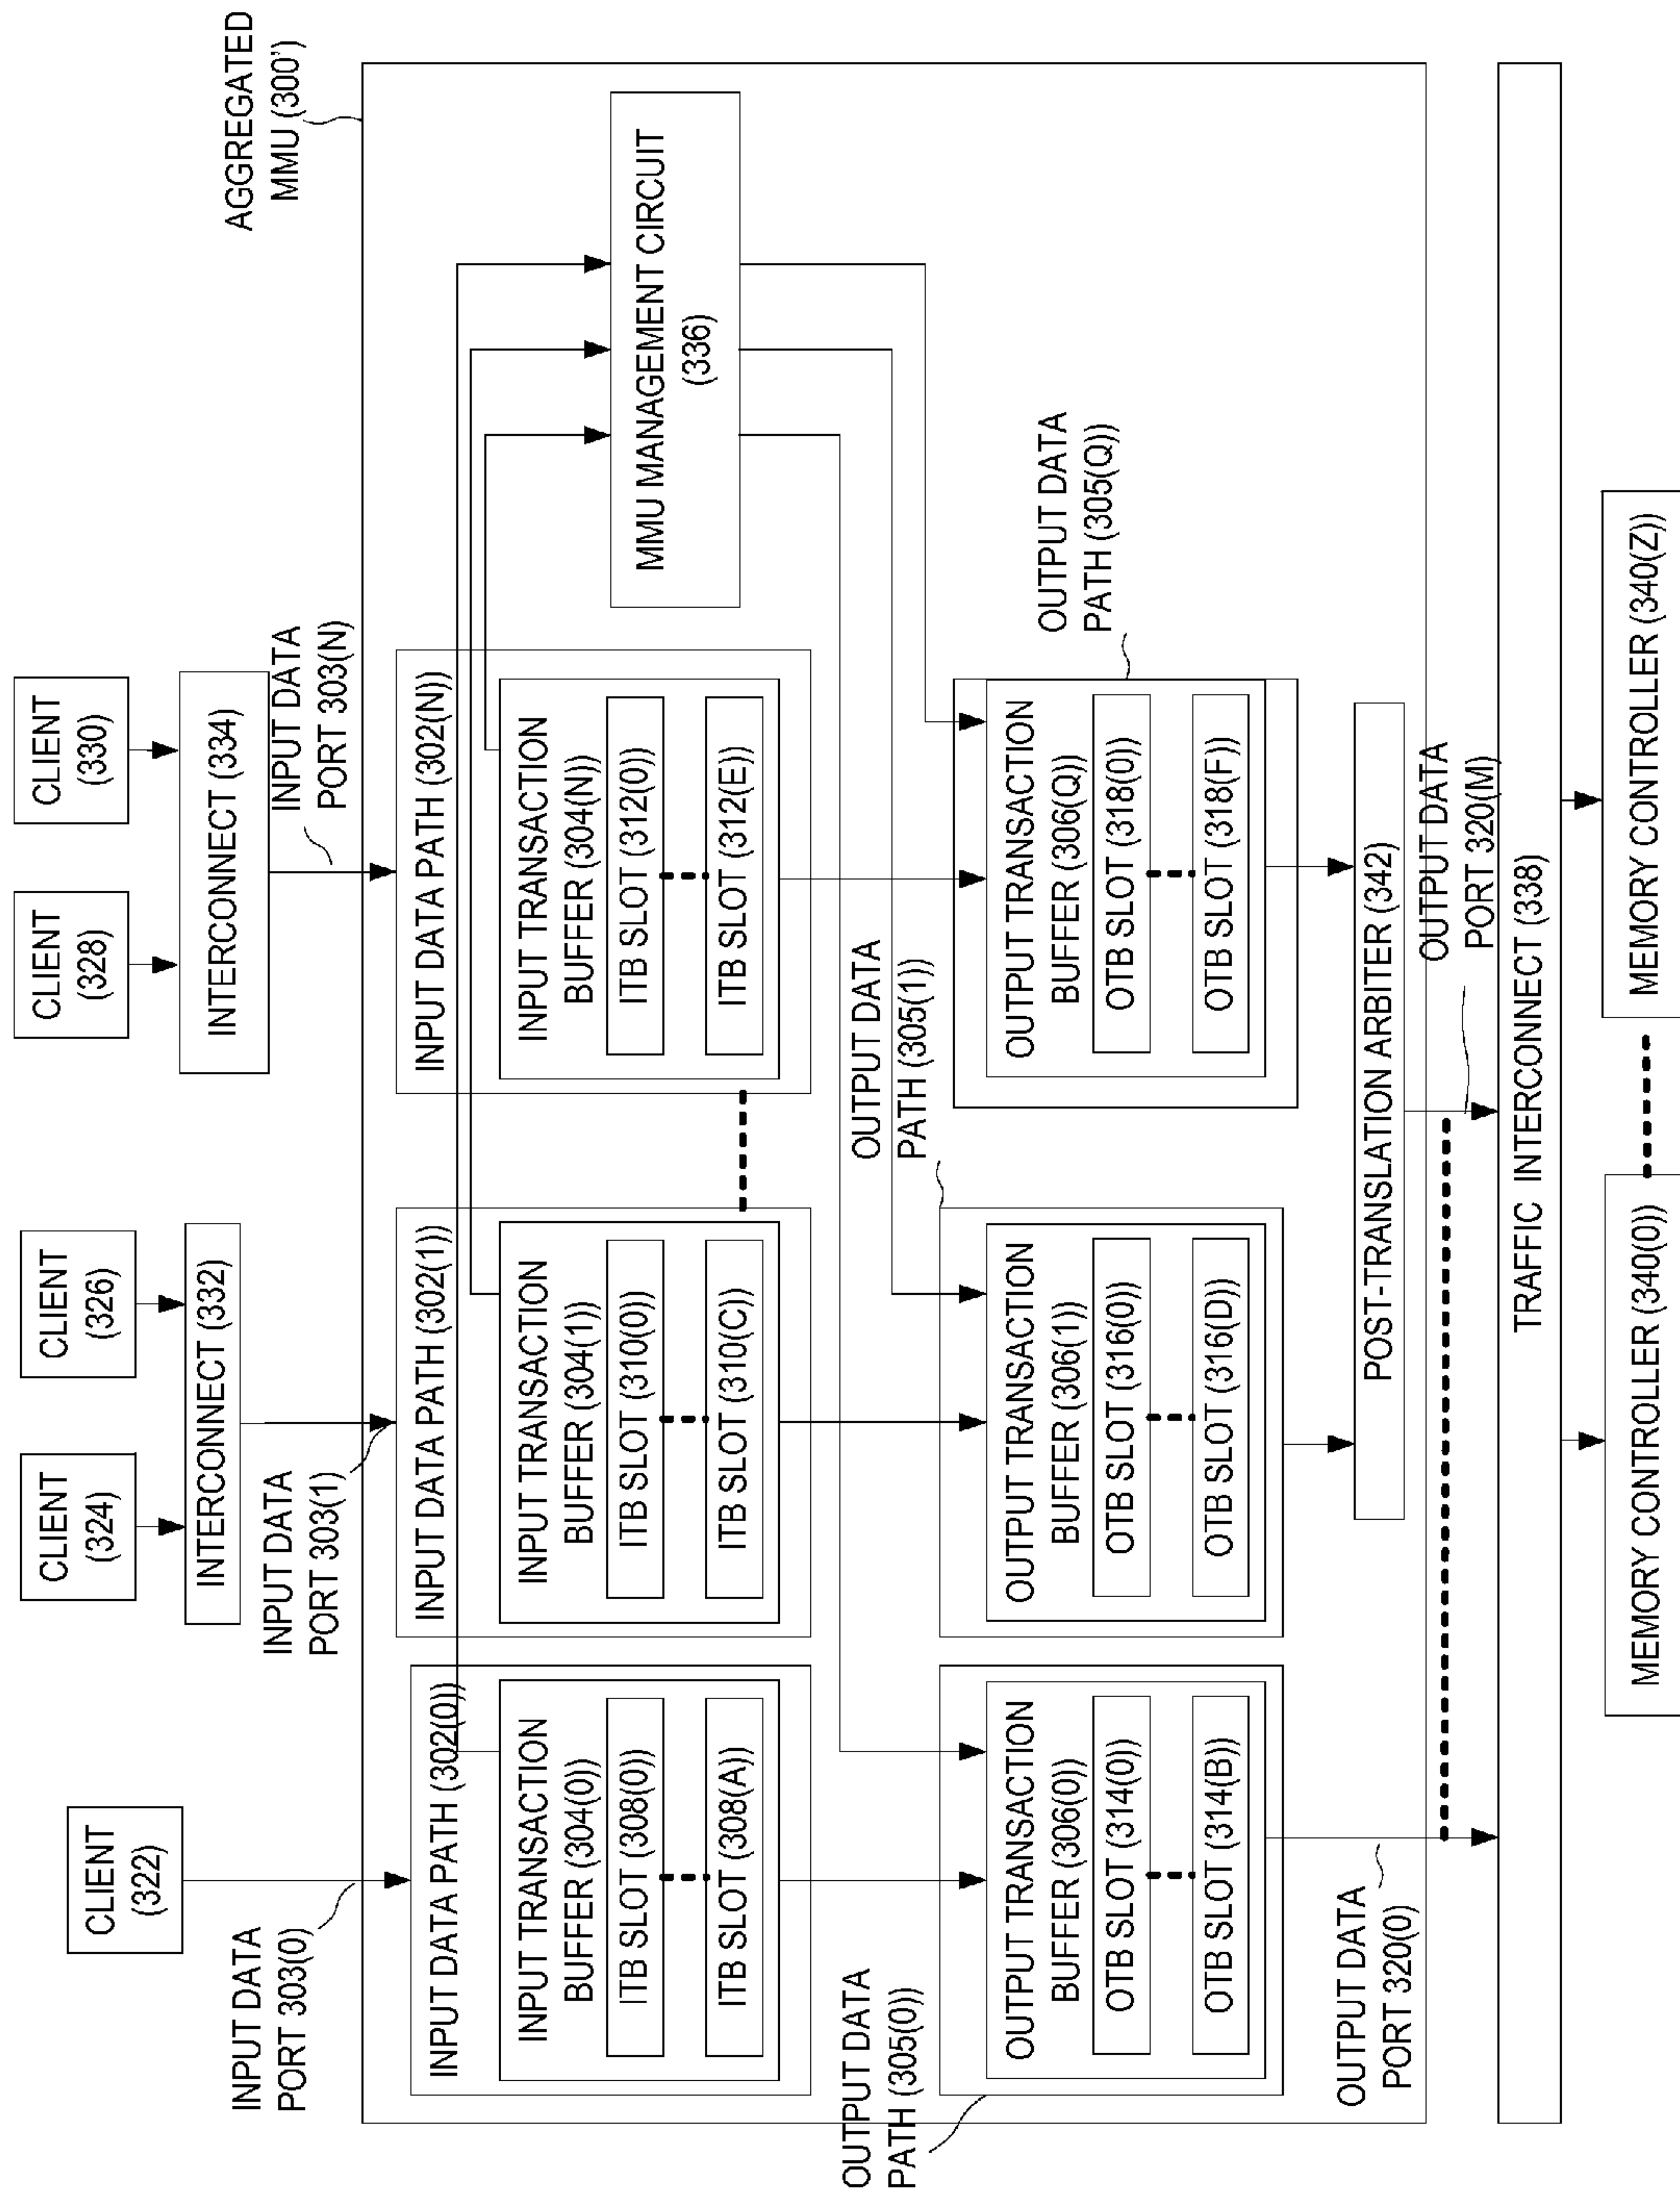 AGGREGATED
MMU (300')
CLIENT
(322)
CLIENT
(324)
CLIENT
(326)
CLIENT
(328)
CLIENT
(330)
INTERCONNECT (332)
INTERCONNECT (334)
INPUT DATA
PORT 303(0)
INPUT DATA
PORT 303(1)
INPUT DATA
PORT 303(N)
INPUT DATA PATH (302(0))
INPUT TRANSACTION
BUFFER (304(0))
ITB SLOT (308(0))
ITB SLOT (308(A))
INPUT DATA PATH (302(1))
INPUT TRANSACTION
BUFFER (304(1))
ITB SLOT (310(0))
ITB SLOT (310(C))
INPUT DATA PATH (302(N))
INPUT TRANSACTION
BUFFER (304(N))
ITB SLOT (312(0))
ITB SLOT (312(E))
MMU MANAGEMENT CIRCUIT
(336)
OUTPUT DATA
PATH (305(0))
OUTPUT DATA
PATH (305(1))
OUTPUT DATA
PATH (305(Q))
OUTPUT TRANSACTION
BUFFER (306(0))
OTB SLOT (314(0))
OTB SLOT (314(B))
OUTPUT TRANSACTION
BUFFER (306(1))
OTB SLOT (316(0))
OTB SLOT (316(D))
OUTPUT TRANSACTION
BUFFER (306(Q))
OTB SLOT (318(0))
OTB SLOT (318(F))
POST-TRANSLATION ARBITER (342)
OUTPUT DATA
PORT 320(0)
OUTPUT DATA
PORT 320(M)
TRAFFIC INTERCONNECT (338)
MEMORY CONTROLLER (340(0))
MEMORY CONTROLLER (340(Z))